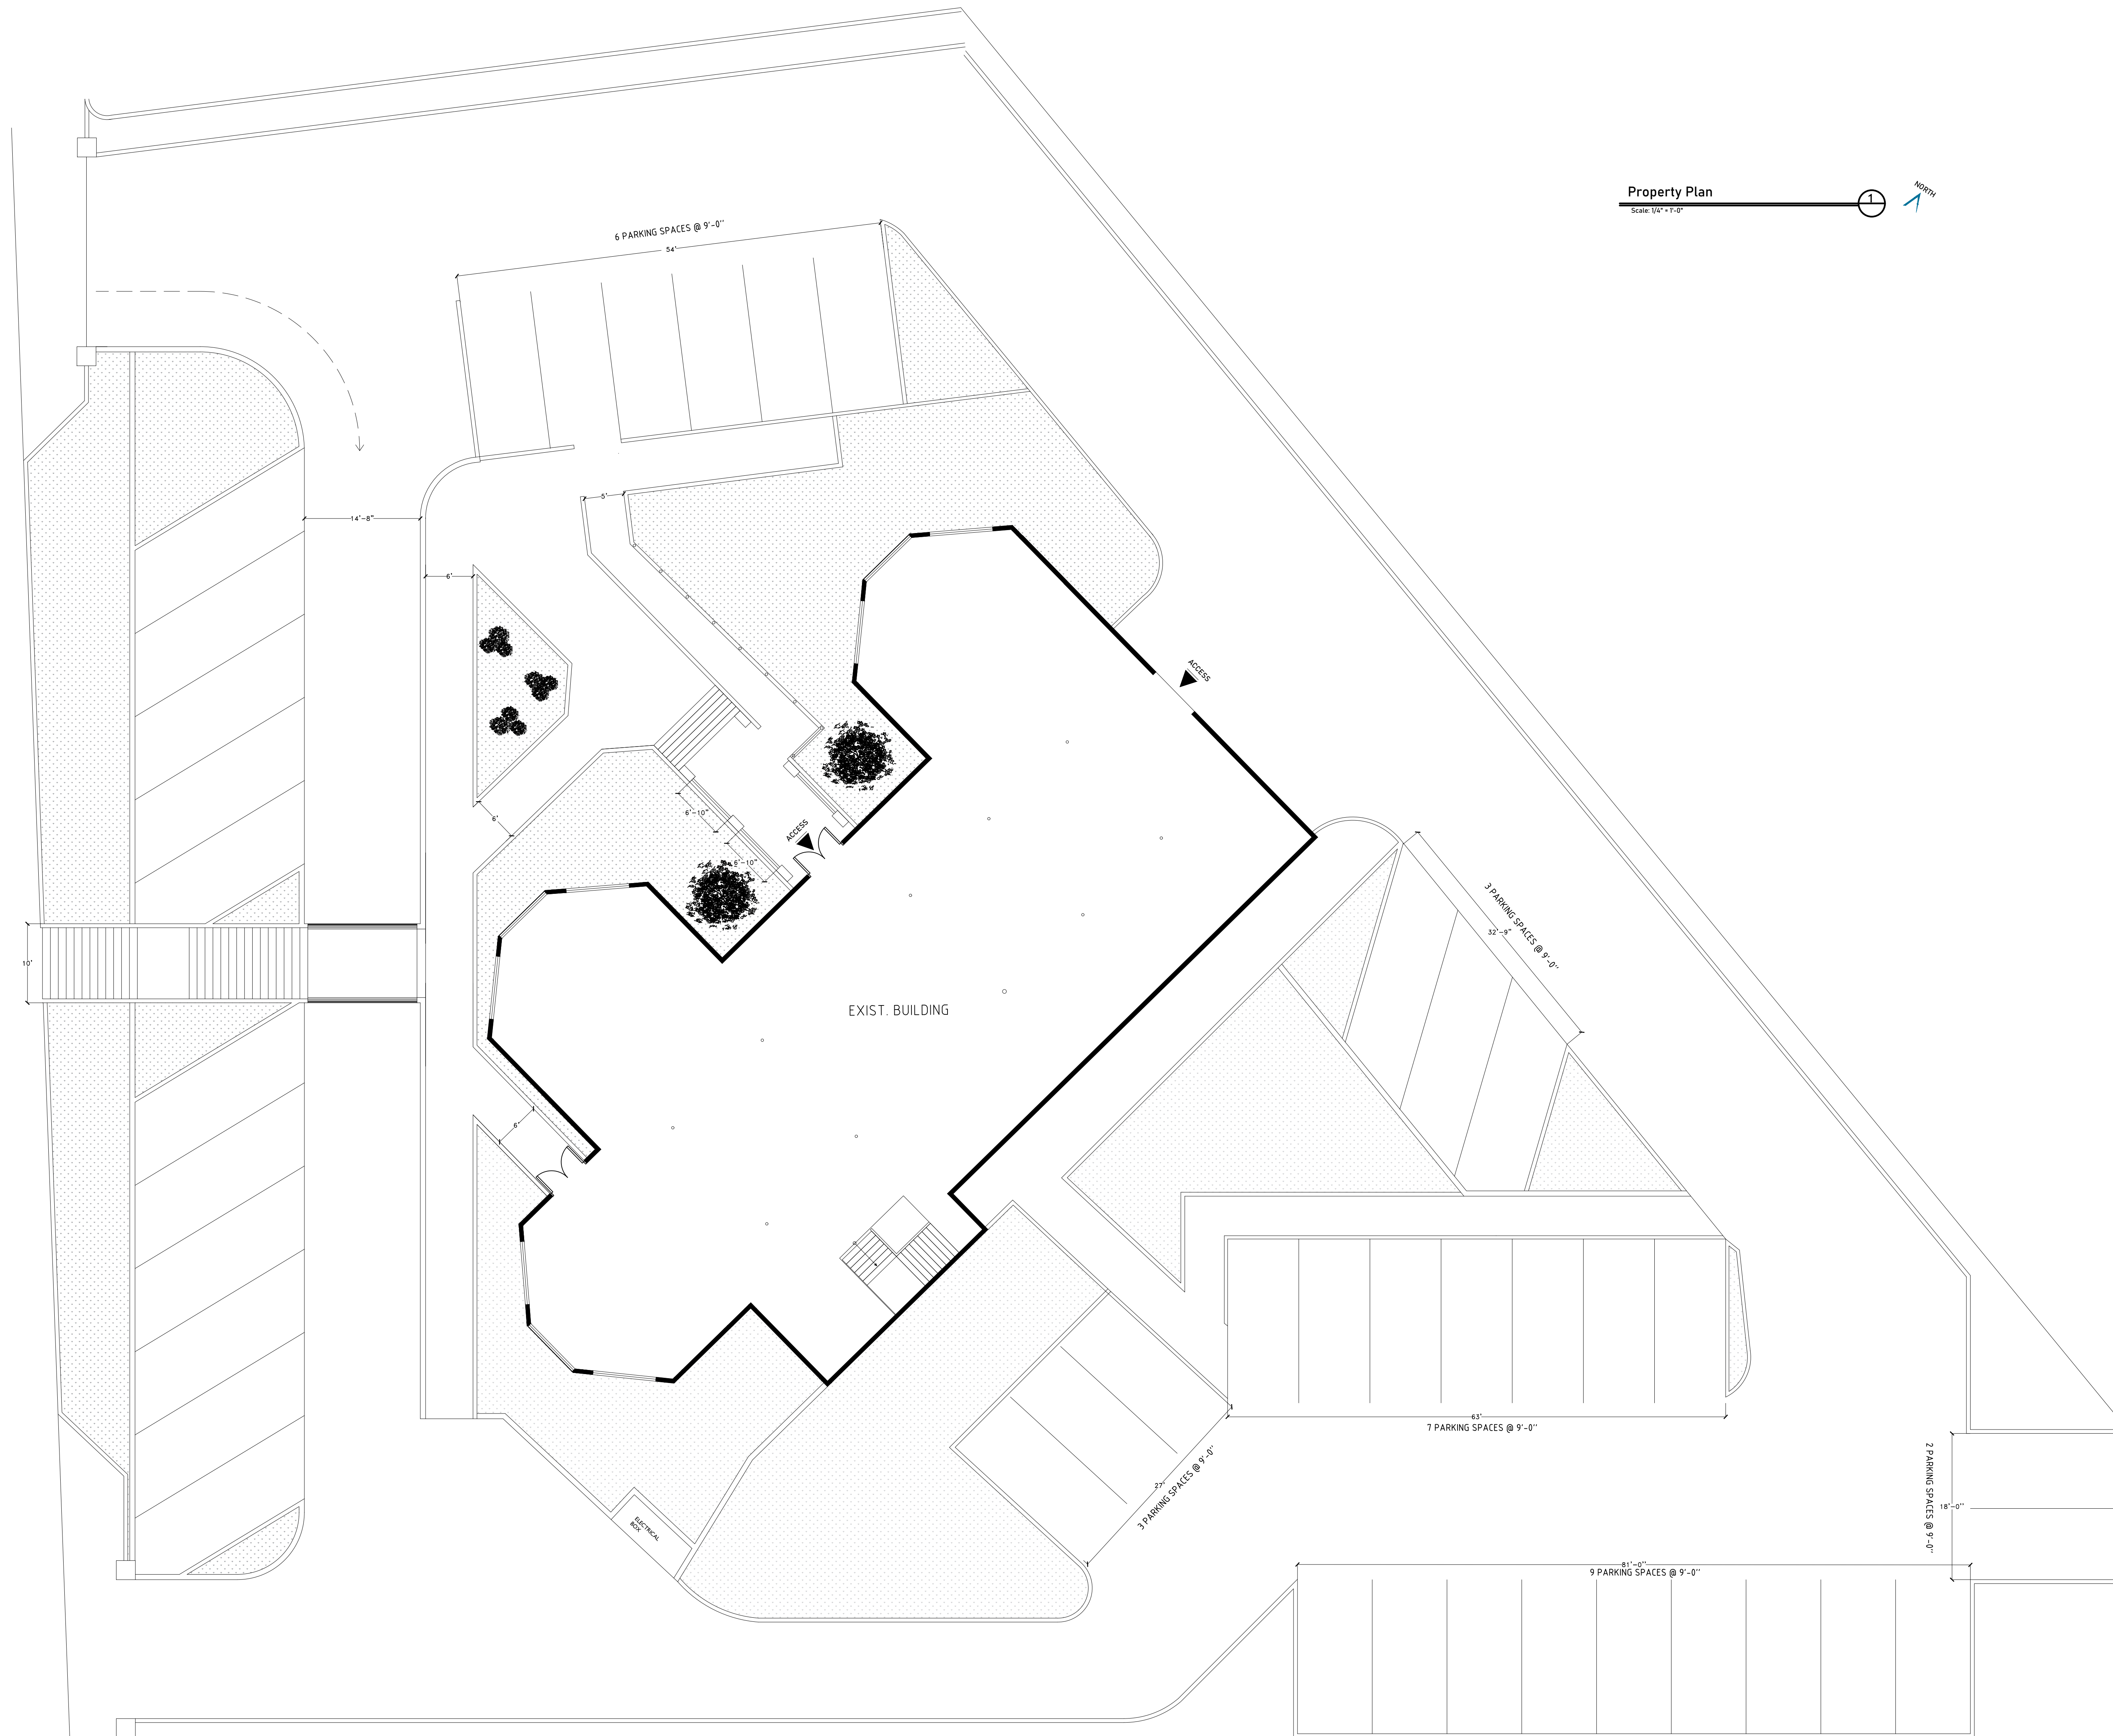 Property Plan
1
NORTH
Scale: 1/4" = 1'-0"
6 PARKING SPACES @ 9'-0''
54'
5'
14'-8"
6'
ACCESS
6'
6'-10"
ACCESS
6'-10"
3 PARKING SPACES @ 9'-0''
32'-9"
10'
EXIST. BUILDING
6'
63'
7 PARKING SPACES @ 9'-0''
27'
3 PARKING SPACES @ 9'-0''
2 PARKING SPACES @ 9'-0''
18'-0''
ELECTRICAL
BOX
81'-0''
9 PARKING SPACES @ 9'-0''